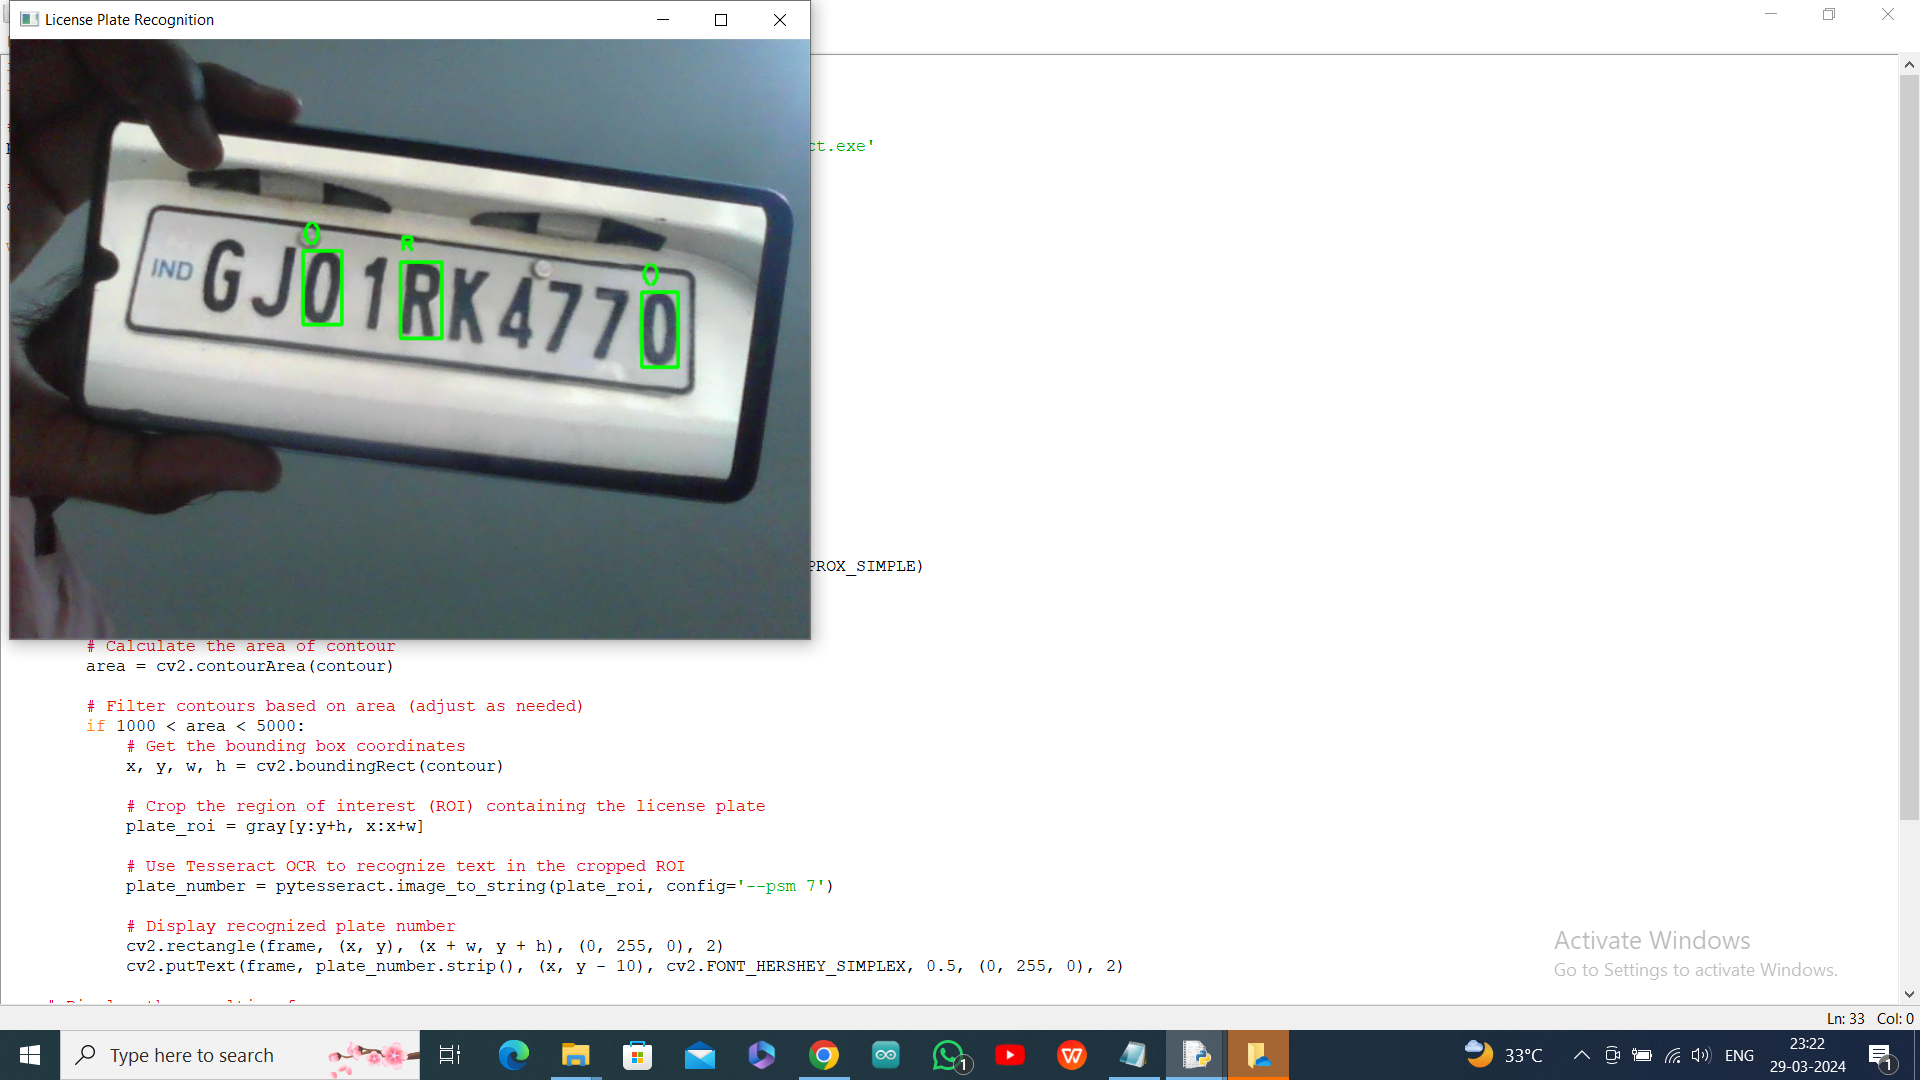 License Plate Recognition
O
R
0
IND GJ01RK4770
ct.exe'
PROX_SIMPLE)
# Calculate the area of contour
area = cv2.contourArea(contour)
# Filter contours based on area (adjust as needed)
if 1000 < area < 5000:
# Get the bounding box coordinates
x, y, w, h = cv2.boundingRect(contour)
# Crop the region of interest (ROI) containing the license plate
plate_roi = gray[y:y+h, x:x+w]
# Use Tesseract OCR to recognize text in the cropped ROI
plate_number = pytesseract.image_to_string(plate_roi, config='--psm 7')
# Display recognized plate number
cv2.rectangle(frame, (x, y), (x + w, y + h), (0, 255, 0), 2)
cv2.putText(frame, plate_number.strip(), (x, y - 10), cv2.FONT_HERSHEY_SIMPLEX, 0.5, (0, 255, 0), 2)
Activate Windows
Go to Settings to activate Windows.
Ln: 33 Col: 0
Type here to search
1
33°C
ENG
23:22
29-03-2024
1